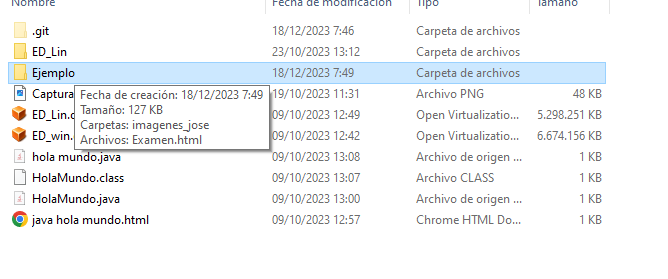 Nombre Fecha de modificación Tipo Tamaño
.git 18/12/2023 7:46 Carpeta de archivos
ED_Lin 23/10/2023 13:12 Carpeta de archivos
Ejemplo 18/12/2023 7:49 Carpeta de archivos
Captura 19/10/2023 11:31 Archivo PNG 48 KB
ED_Lin. 09/10/2023 12:49 Open Virtualizatio... 5.298.251 KB
ED_win. 09/10/2023 12:42 Open Virtualizatio... 6.674.156 KB
hola mundo.java 09/10/2023 13:08 Archivo de origen ... 1 KB
HolaMundo.class 09/10/2023 13:07 Archivo CLASS 1 KB
HolaMundo.java 09/10/2023 13:00 Archivo de origen ... 1 KB
java hola mundo.html 09/10/2023 12:57 Chrome HTML Do... 1 KB
Fecha de creación: 18/12/2023 7:49
Tamaño: 127 KB
Carpetas: imagenes_jose
Archivos: Examen.html